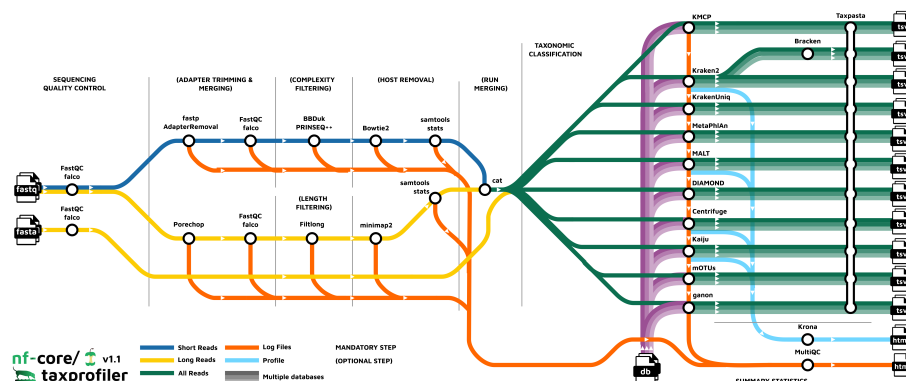 SEQUENCING
QUALITY CONTROL
(ADAPTER TRIMMING &
MERGING)
(COMPLEXITY
FILTERING)
(HOST REMOVAL)
(RUN
MERGING)
TAXONOMIC
CLASSIFICATION
fastp
AdapterRemoval
FastQC
falco
BBDuk
PRINSEQ++
Bowtie2
samtools
stats
FastQC
falco
fastq
samtools
stats
cat
FastQC
falco
fasta
(LENGTH
FILTERING)
Porechop
FastQC
falco
Filtlong
minimap2
KMCP
Taxpasta
Bracken
Kraken2
KrakenUniq
MetaPhlAn
MALT
DIAMOND
Centrifuge
Kaiju
mOTUs
ganon
tsv
tsv
tsv
tsv
tsv
tsv
tsv
tsv
tsv
tsv
tsv
Krona
MultiQC
db
SUMMARY STATISTICS
nf-core/
v1.1
taxprofiler
Short Reads
Long Reads
All Reads
Log Files
Profile
Multiple databases
MANDATORY STEP
(OPTIONAL STEP)